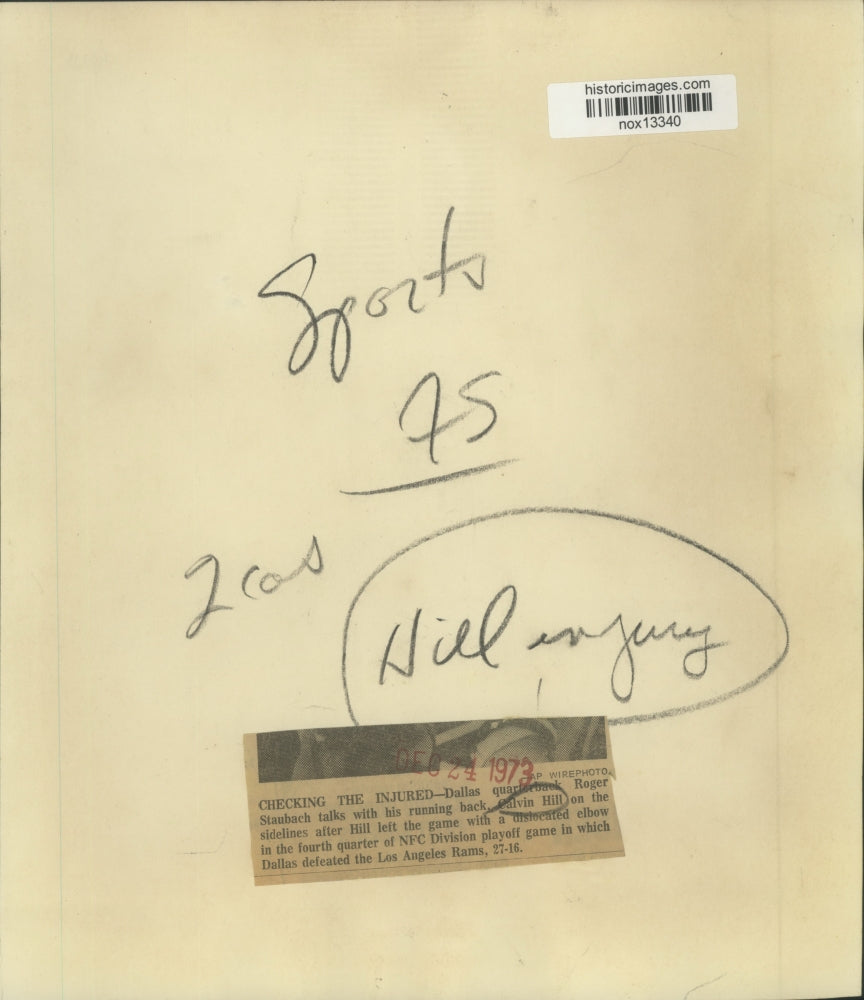 historicimages.com
nox13340
Sports
75
2 cols
Hill injury
DEC 24 1973
AP WIREPHOTO
CHECKING THE INJURED—Dallas quarterback Roger
Staubach talks with his running back, Calvin Hill on the
sidelines after Hill left the game with a dislocated elbow
in the fourth quarter of NFC Division playoff game in which
Dallas defeated the Los Angeles Rams, 27-16.